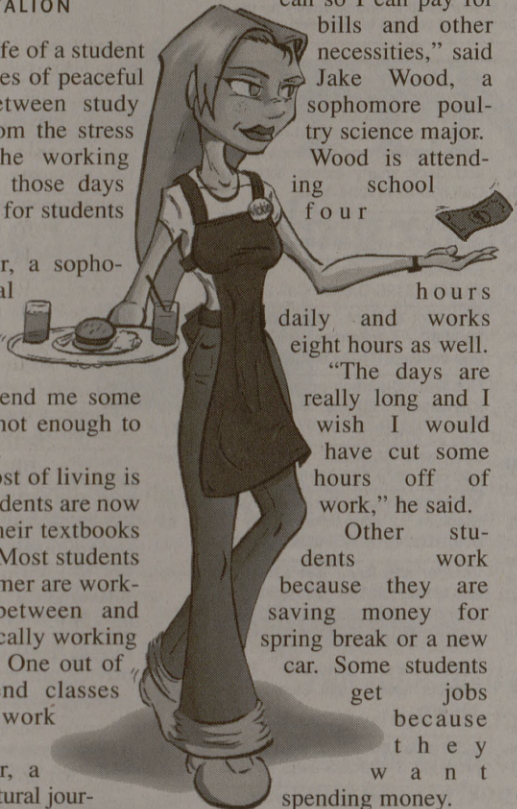 TALION
fe of a student
es of peaceful
etween study
om the stress
he working
those days
for students
r, a sopho-
al
end me some
not enough to
ost of living is
dents are now
heir textbooks
Most students
mer are work-
between and
cally working
One out of
nd classes
work
r, a
tural jour-
can so I can pay for
bills and other
necessities,” said
Jake Wood, a
sophomore poul-
try science major.
Wood is attend-
ing school
four
hours
daily and works
eight hours as well.
“The days are
really long and I
wish I would
have cut some
hours off of
work,” he said.
Other stu-
dents work
because they are
saving money for
spring break or a new
car. Some students
get jobs
because
they
want
spending money.